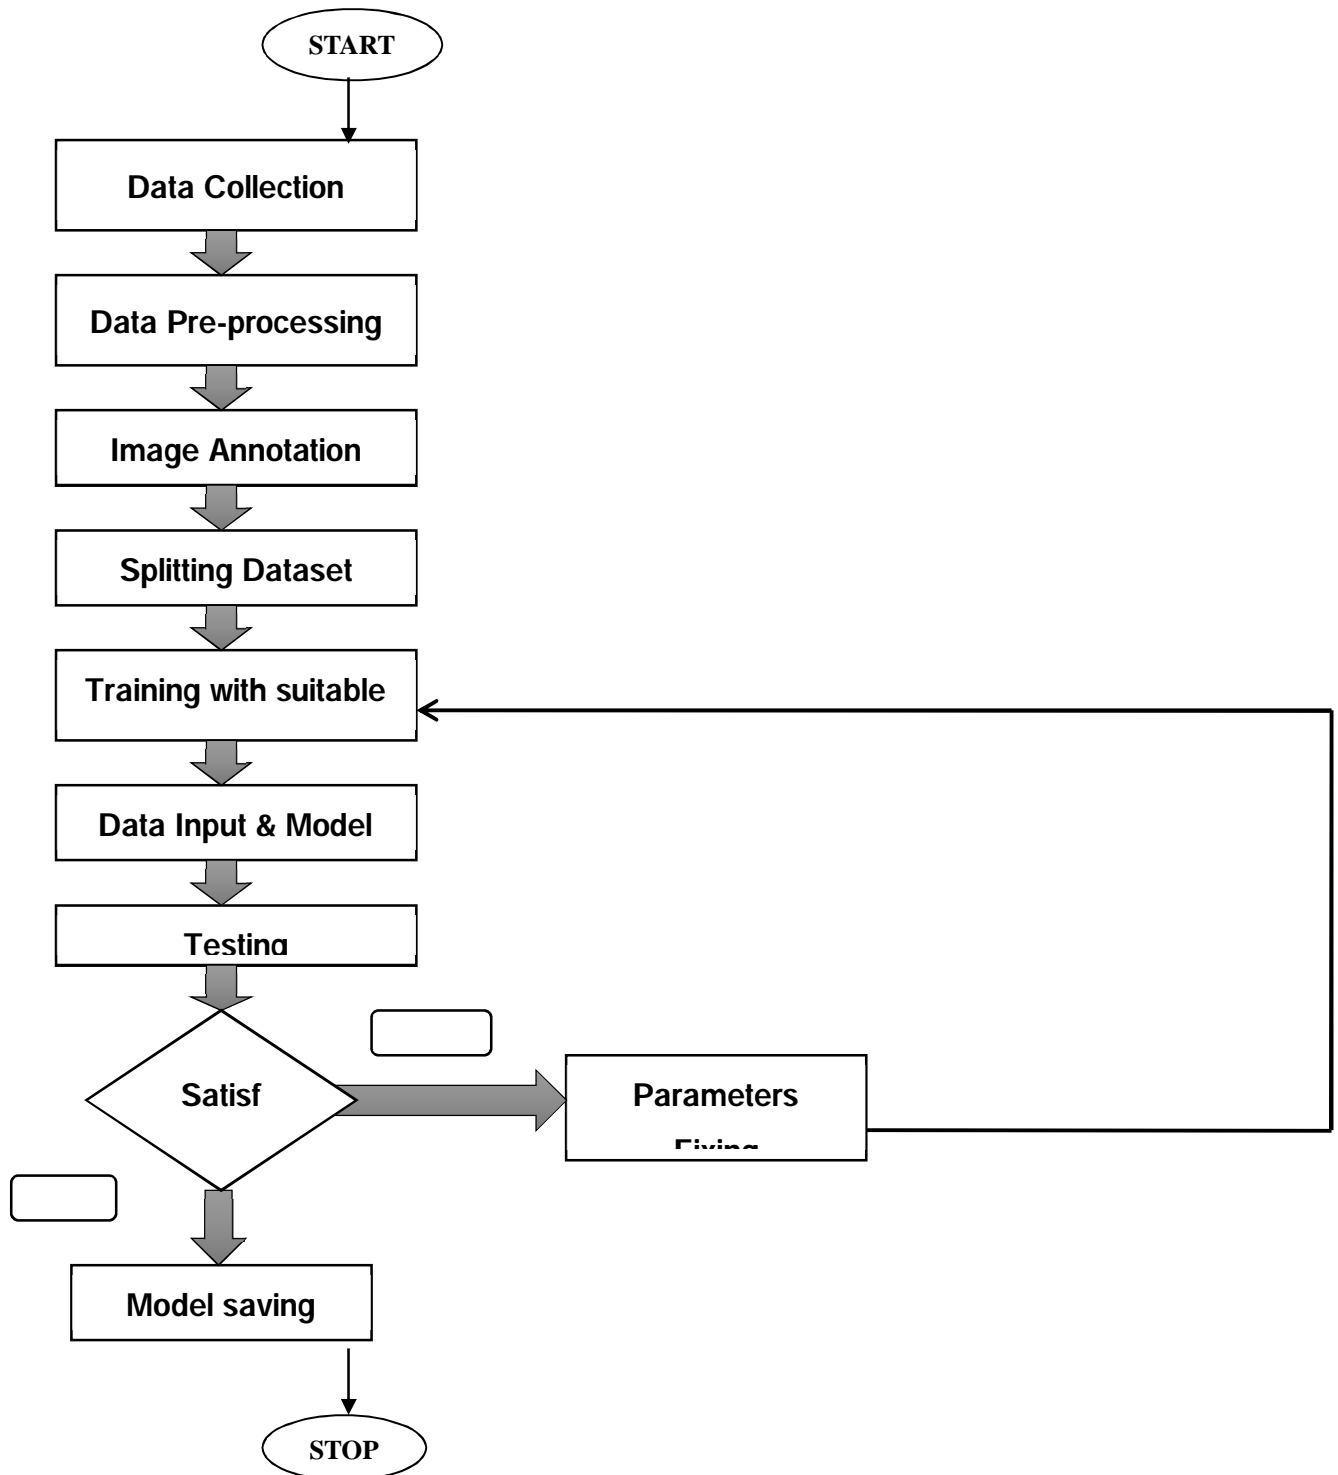 START
Data Collection
Data Pre-processing
Image Annotation
Splitting Dataset
Training with suitable
Data Input & Model
Testing
Satisf
Parameters
Fixing
Model saving
STOP